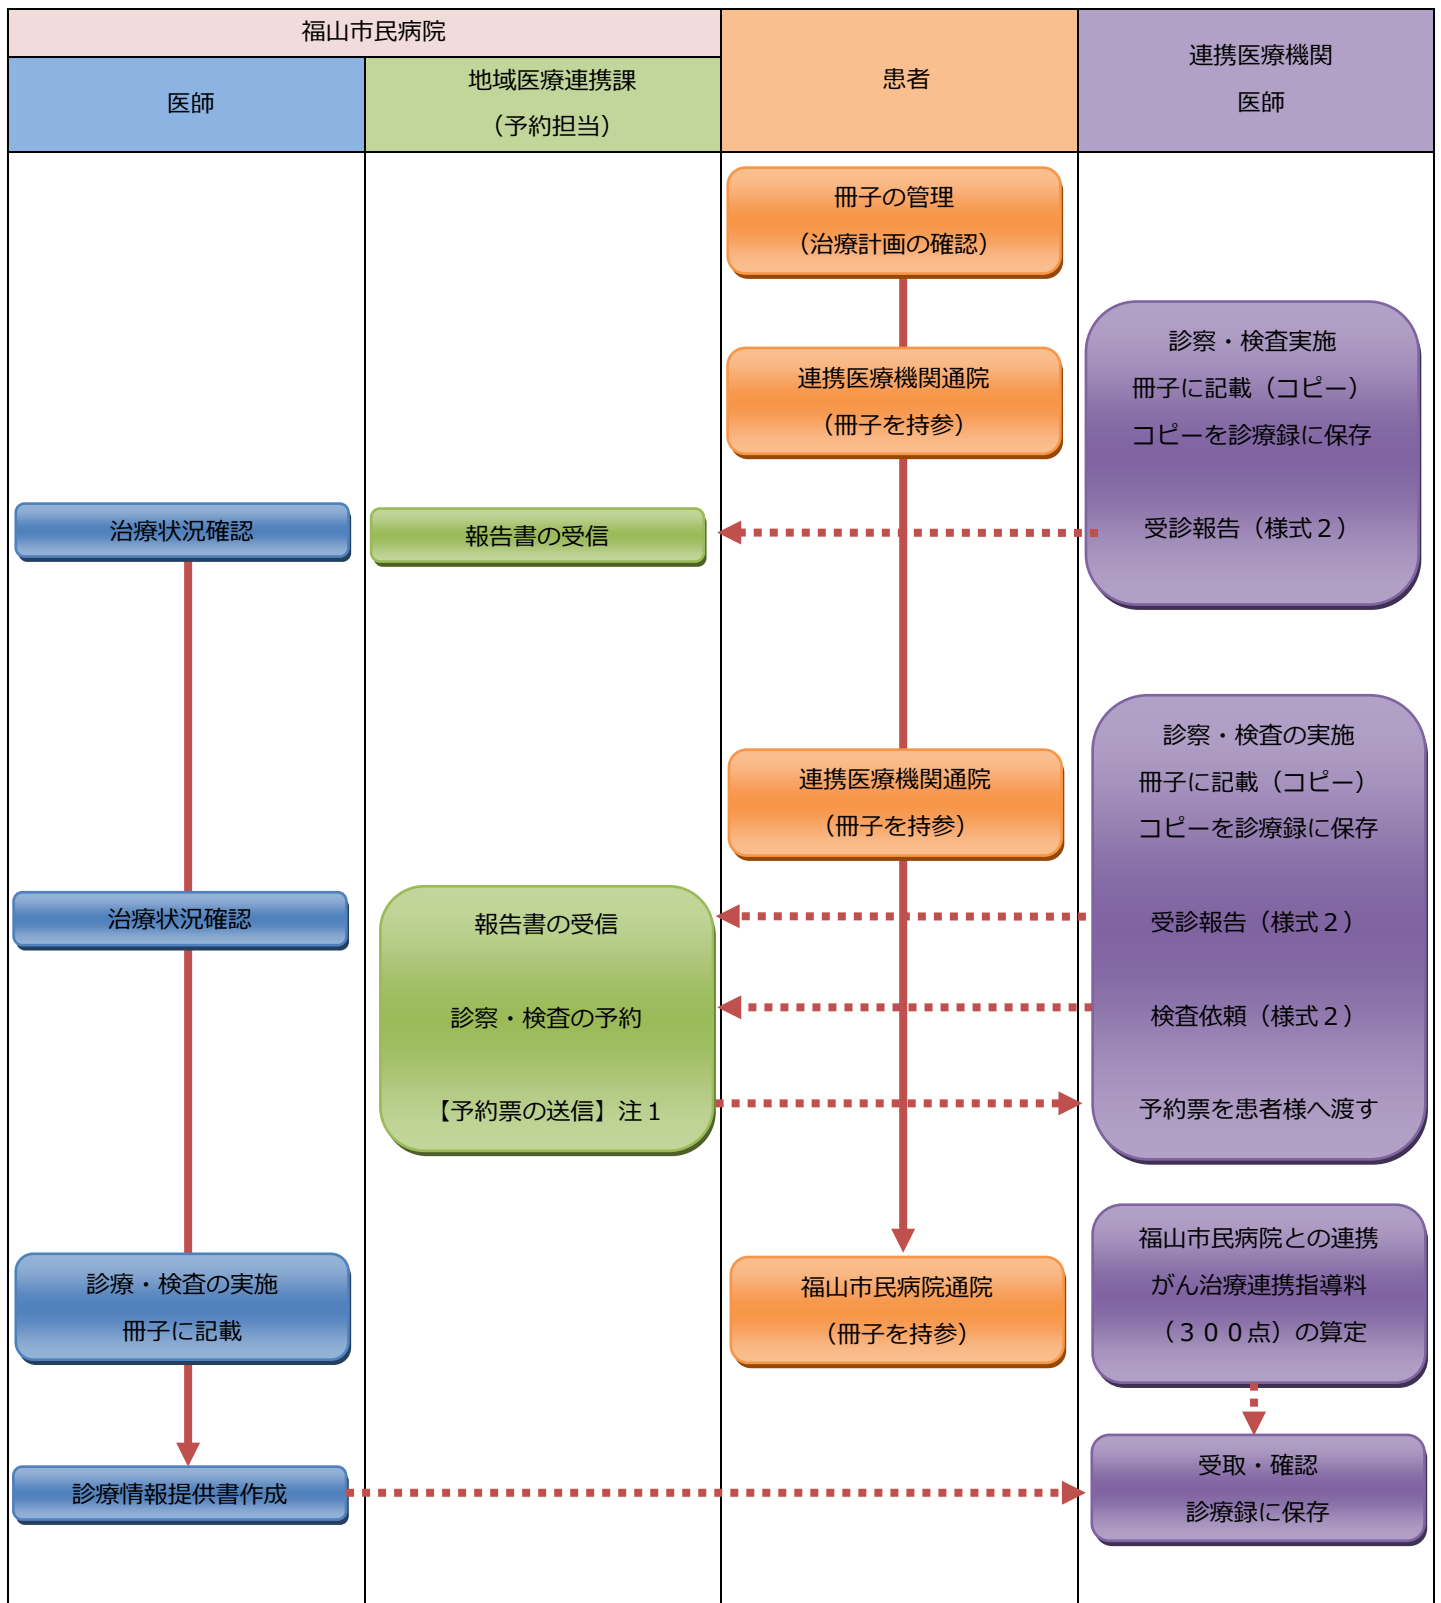 福山市民病院
医師
地域医療連携課
（予約担当）
患者
連携医療機関
医師
冊子の管理
（治療計画の確認）
連携医療機関通院
（冊子を持参）
診察・検査実施
冊子に記載（コピー）
コピーを診療録に保存
受診報告（様式２）
治療状況確認
報告書の受信
連携医療機関通院
（冊子を持参）
診察・検査の実施
冊子に記載（コピー）
コピーを診療録に保存
受診報告（様式２）
検査依頼（様式２）
予約票を患者様へ渡す
治療状況確認
報告書の受信
診察・検査の予約
【予約票の送信】注１
診療・検査の実施
冊子に記載
福山市民病院通院
（冊子を持参）
福山市民病院との連携
がん治療連携指導料
（３００点）の算定
診療情報提供書作成
受取・確認
診療録に保存